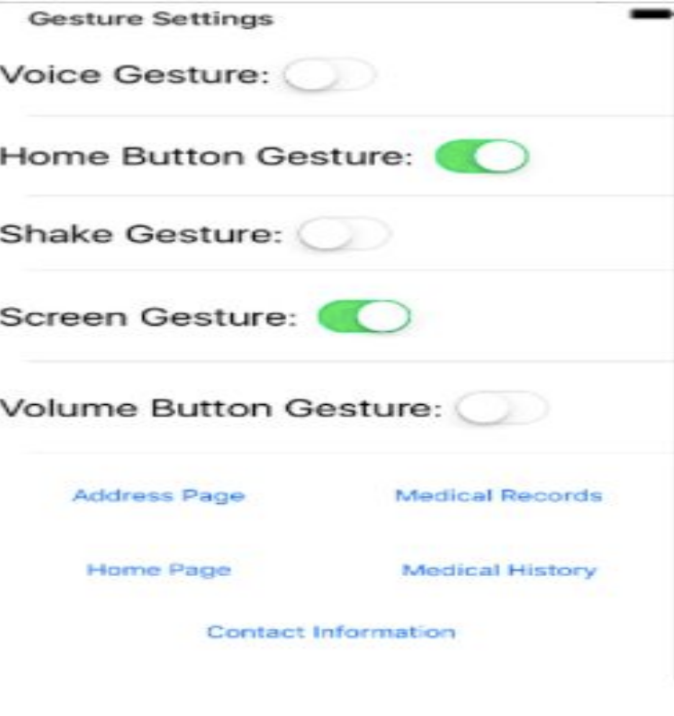 Gesture Settings
Voice Gesture:
Home Button Gesture:
Shake Gesture:
Screen Gesture:
Volume Button Gesture:
Address Page Medical Records
Home Page Medical History
Contact Information